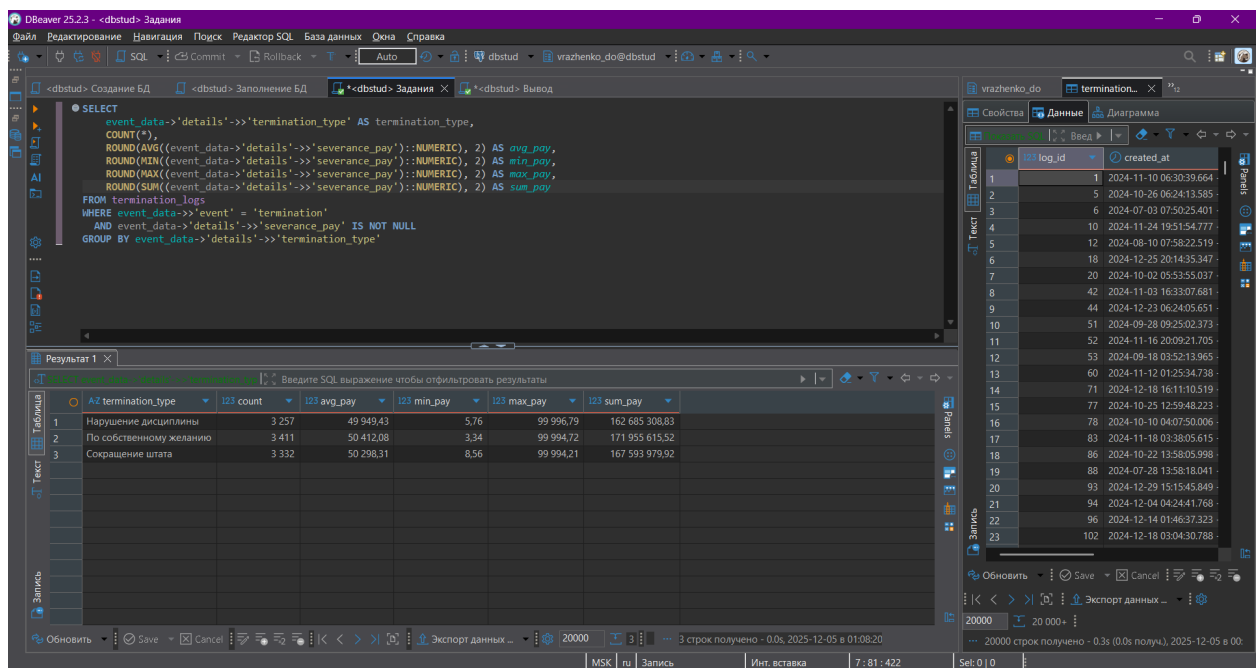 DBeaver 25.2.3 - <dbstud> Задания
Файл Редактирование Навигация Поиск Редактор SQL База данных Окна Справка
SQL Commit Rollback T Auto dbstud vrazhenko_do@dbstud
<dbstud> Создание БД <dbstud> Заполнение БД *<dbstud> Задания *<dbstud> Вывод
SELECT
event_data->'details'->>'termination_type' AS termination_type,
COUNT(*),
ROUND(AVG((event_data->'details'->>'severance_pay')::NUMERIC), 2) AS avg_pay,
ROUND(MIN((event_data->'details'->>'severance_pay')::NUMERIC), 2) AS min_pay,
ROUND(MAX((event_data->'details'->>'severance_pay')::NUMERIC), 2) AS max_pay,
ROUND(SUM((event_data->'details'->>'severance_pay')::NUMERIC), 2) AS sum_pay
FROM termination_logs
WHERE event_data->>'event' = 'termination'
AND event_data->'details'->>'severance_pay' IS NOT NULL
GROUP BY event_data->'details'->>'termination_type'
AI
Результат 1
Введите SQL выражение чтобы отфильтровать результаты
Таблица
Текст
Запись
A-Z termination_type 123 count 123 avg_pay 123 min_pay 123 max_pay 123 sum_pay
1 Нарушение дисциплины 3 257 49 949,43 5,76 99 996,79 162 685 308,83
2 По собственному желанию 3 411 50 412,08 3,34 99 994,72 171 955 615,52
3 Сокращение штата 3 332 50 298,31 8,56 99 994,21 167 593 979,92
Panels
Обновить Save Cancel Экспорт данных ... 20000 3 ... 3 строк получено - 0.0s, 2025-12-05 в 01:08:20
vrazhenko_do termination... »12
Свойства Данные Диаграмма
Введ
Таблица
Текст
Запись
123 log_id created_at
1 1 2024-11-10 06:30:39.664 -
2 5 2024-10-26 06:24:13.585 -
3 6 2024-07-03 07:50:25.401 -
4 10 2024-11-24 19:51:54.777 -
5 12 2024-08-10 07:58:22.519 -
6 18 2024-12-25 20:14:35.347 -
7 20 2024-10-02 05:53:55.037 -
8 42 2024-11-03 16:33:07.681 -
9 44 2024-12-23 06:24:05.651 -
10 51 2024-09-28 09:25:02.373 -
11 52 2024-11-16 20:09:21.705 -
12 53 2024-09-18 03:52:13.965 -
13 60 2024-11-12 01:25:34.738 -
14 71 2024-12-18 16:11:10.519 -
15 77 2024-10-25 12:59:48.223 -
16 78 2024-10-10 04:07:50.006 -
17 83 2024-11-18 03:38:05.615 -
18 86 2024-10-22 13:58:05.998 -
19 88 2024-07-28 13:58:18.041 -
20 93 2024-12-29 15:15:45.849 -
21 94 2024-12-04 04:24:41.768 -
22 96 2024-12-14 01:46:37.323 -
23 102 2024-12-18 03:04:30.788 -
Panels
Обновить Save Cancel
Экспорт данных ...
20000 20 000+
... 20000 строк получено - 0.3s (0.0s получ.), 2025-12-05 в 00:
MSK ru Запись Инт. вставка 7 : 81 : 422 Sel: 0 | 0